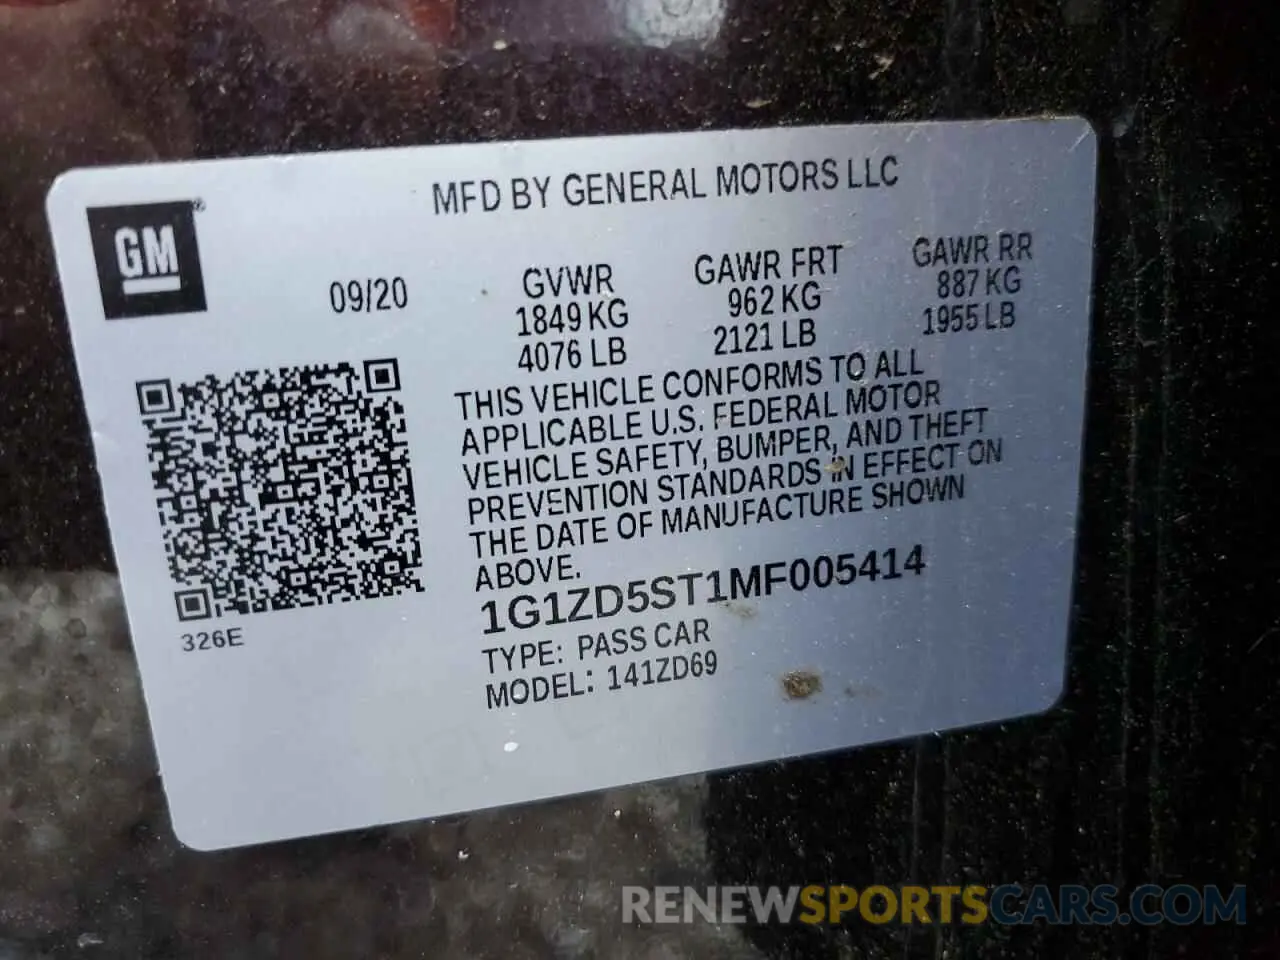 MFD BY GENERAL MOTORS LLC
GM®
09/20
GVWR
1849 KG
4076 LB
GAWR FRT
962 KG
2121 LB
GAWR RR
887 KG
1955 LB
THIS VEHICLE CONFORMS TO ALL
APPLICABLE U.S. FEDERAL MOTOR
VEHICLE SAFETY, BUMPER, AND THEFT
PREVENTION STANDARDS IN EFFECT ON
THE DATE OF MANUFACTURE SHOWN
ABOVE.
1G1ZD5ST1MF005414
TYPE: PASS CAR
MODEL: 141ZD69
326E
RENEWSPORTSCARS.COM